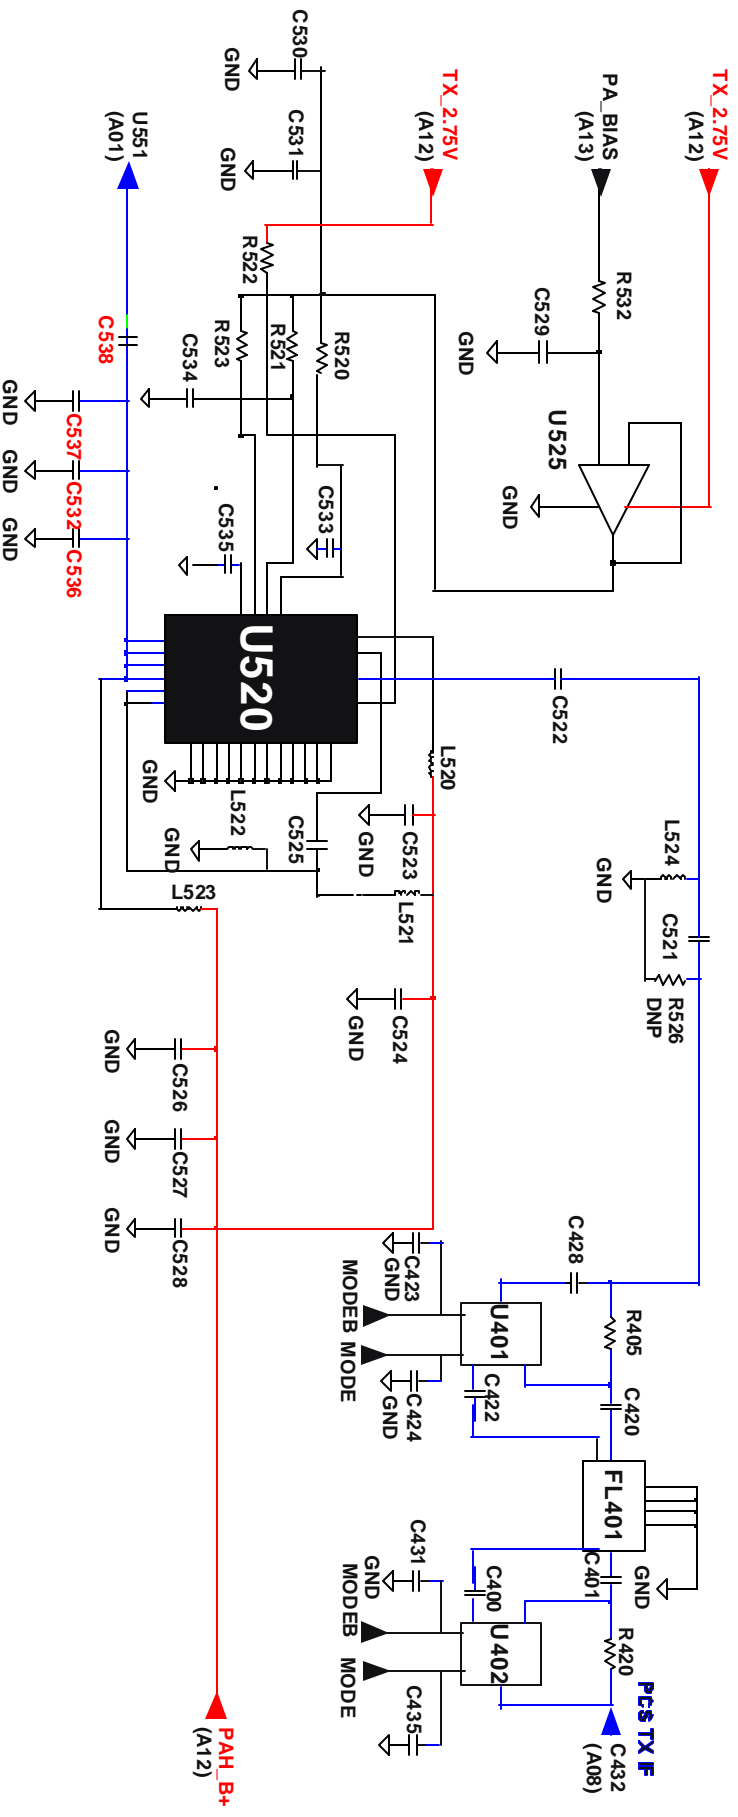 TX_2.75V
(A12)
PA_BIAS
(A13)
TX_2.75V
(A12)
C530
GND
C531
GND
U551
(A01)
R532
C529
GND
U525
GND
R522
R523
R521
R520
C534
C538
C537
GND
C532
GND
C536
GND
C535
C533
U520
GND
L520
C522
L522
GND
C525
C523
GND
L521
L523
L524
GND
C521
R526
DNP
C524
GND
C526
GND
C527
GND
C528
GND
C428
R405
C423
GND
MODEB
MODE
U401
C424
GND
C422
C420
FL401
GND
C401
C400
C431
GND
MODEB
MODE
U402
C435
R420
PCS TX IF
C432
(A08)
PAH_B+
(A12)